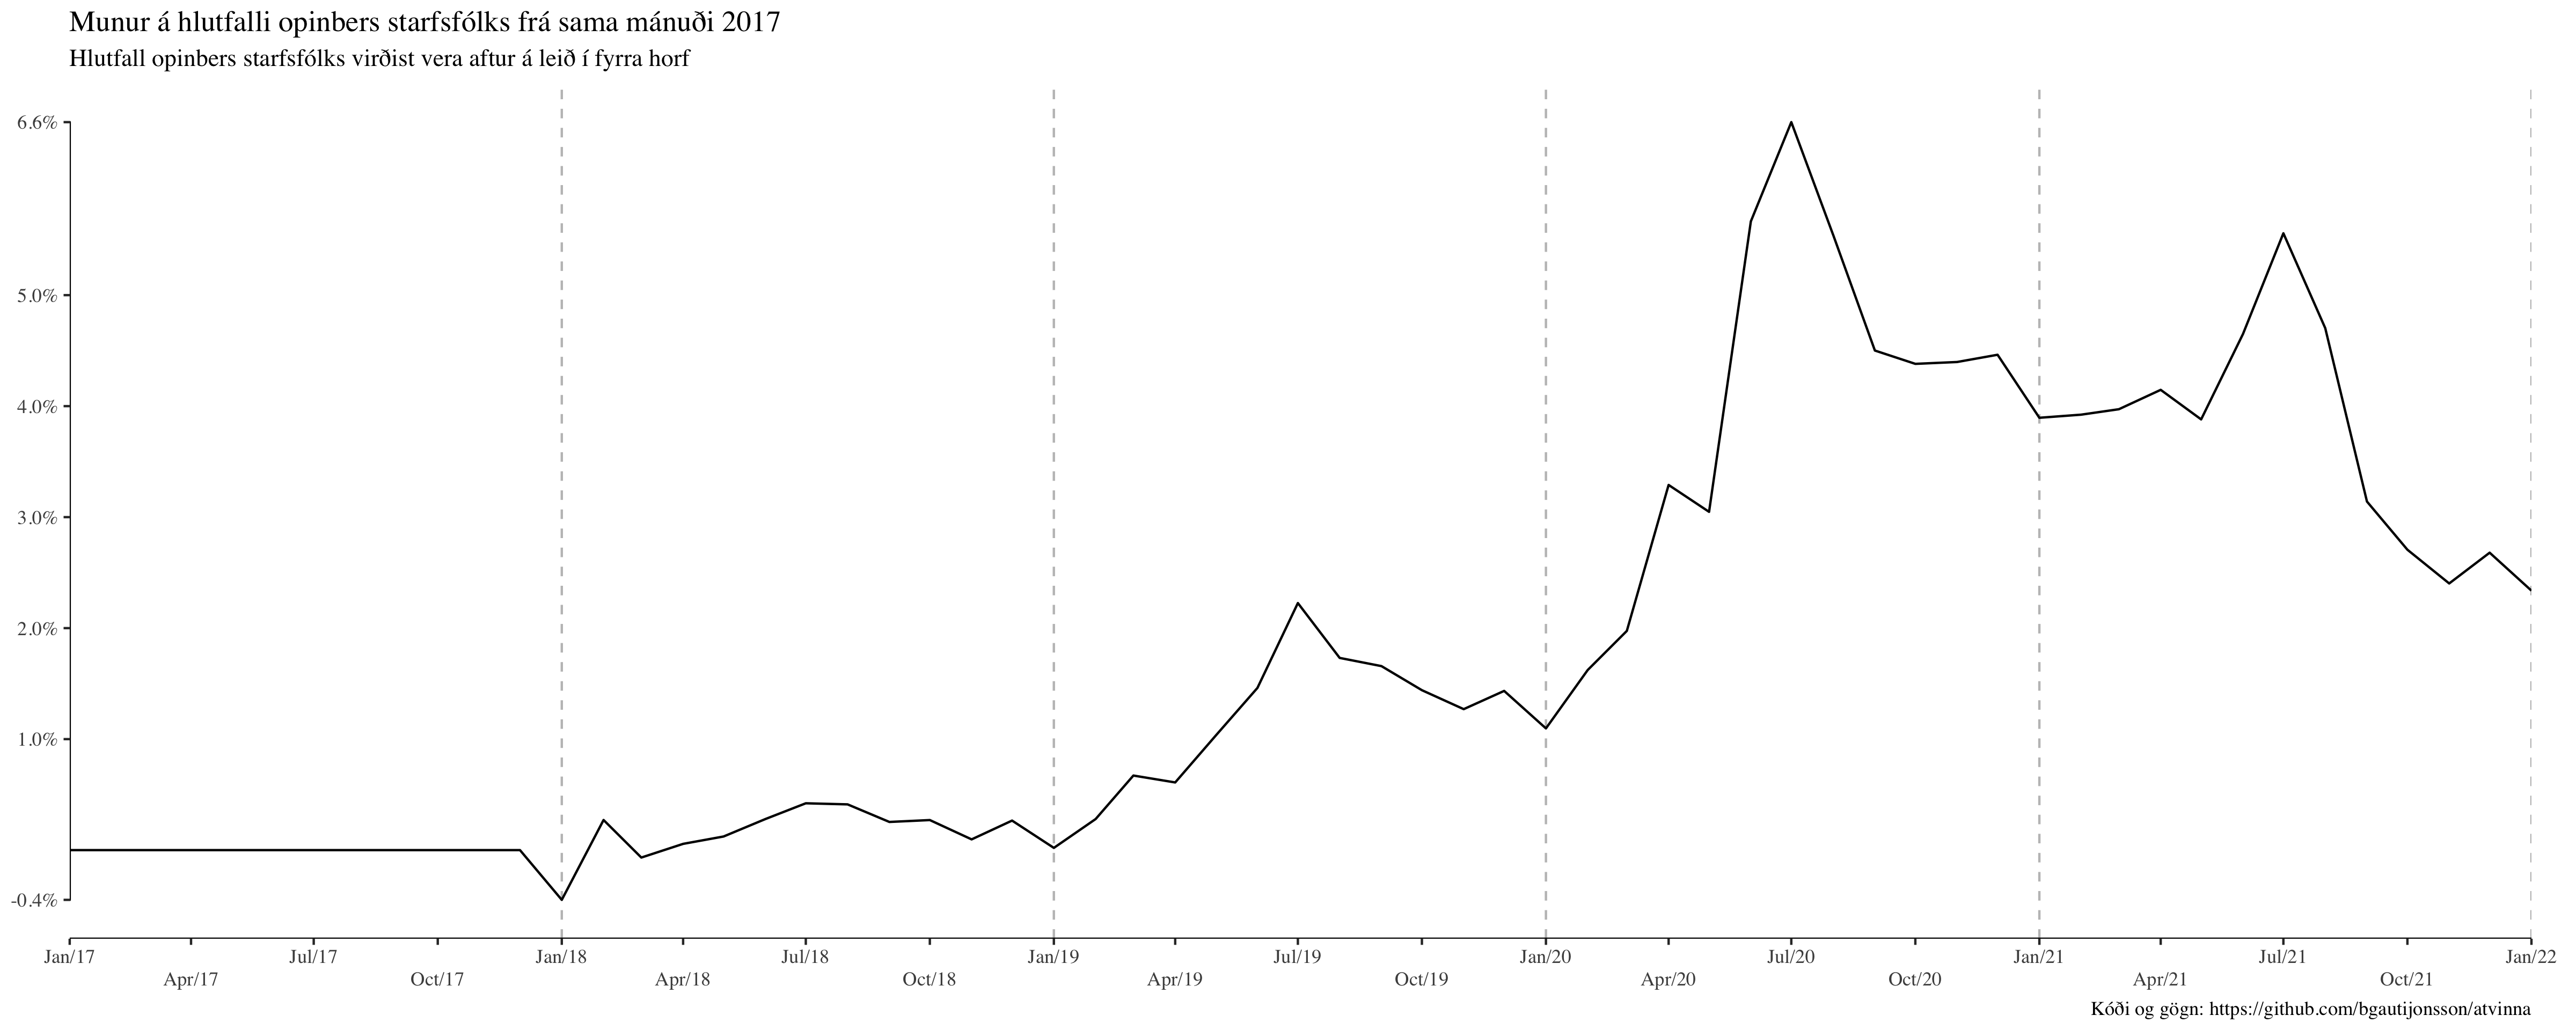 Munur á hlutfalli opinbers starfsfólks frá sama mánuði 2017
Hlutfall opinbers starfsfólks virðist vera aftur á leið í fyrra horf
6.6%
5.0%
4.0%
3.0%
2.0%
1.0%
-0.4%
Jan/17 Jul/17 Jan/18 Jul/18 Jan/19 Jul/19 Jan/20 Jul/20 Jan/21 Jul/21 Jan/22
Apr/17 Oct/17 Apr/18 Oct/18 Apr/19 Oct/19 Apr/20 Oct/20 Apr/21 Oct/21
Kóði og gögn: https://github.com/bgautijonsson/atvinna